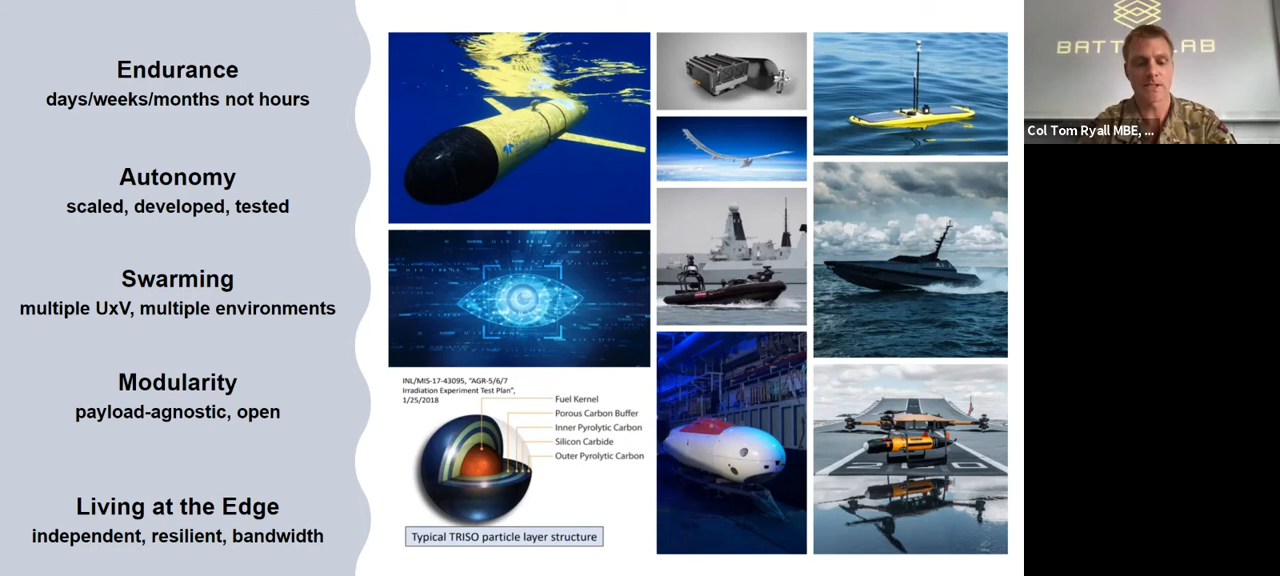 Endurance
days/weeks/months not hours
Autonomy
scaled, developed, tested
Swarming
multiple UxV, multiple environments
Modularity
payload-agnostic, open
Living at the Edge
independent, resilient, bandwidth
INL/MIS-17-43095, "AGR-5/6/7
Irradiation Experiment Test Plan",
1/25/2018
Fuel Kernel
Porous Carbon Buffer
Inner Pyrolytic Carbon
Silicon Carbide
Outer Pyrolytic Carbon
Typical TRISO particle layer structure
Col Tom Ryall MBE, ...